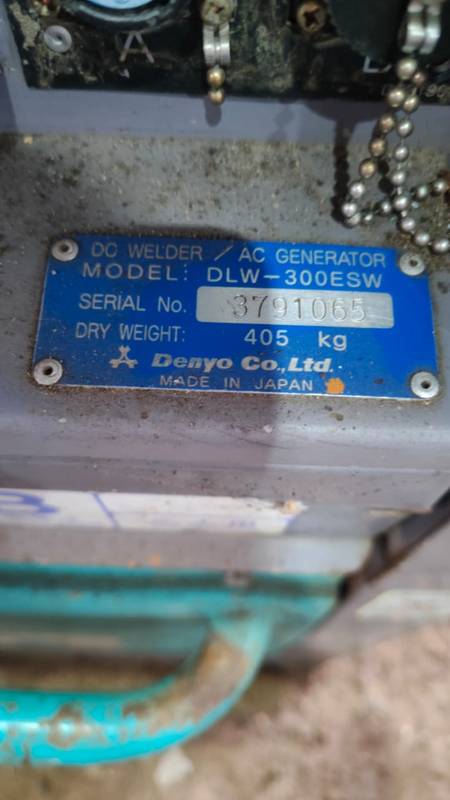 A
DC WELDER / AC GENERATOR
MODEL: DLW-300ESW
SERIAL No. 3791065
DRY WEIGHT: 405 kg
Denyo Co., Ltd.
MADE IN JAPAN